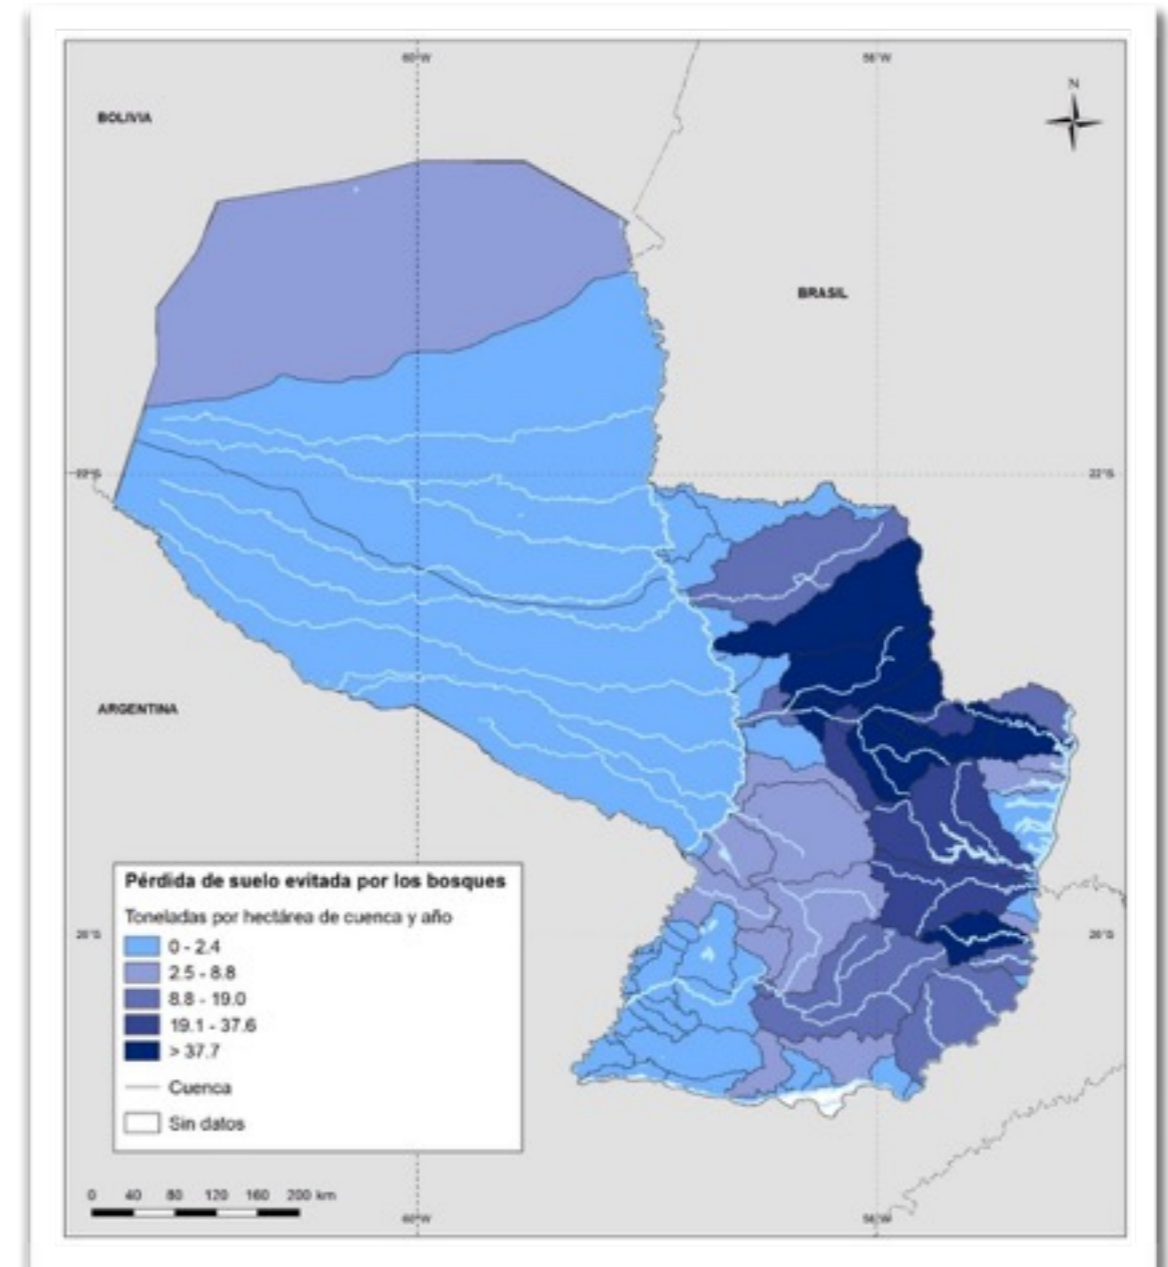 60°W
56°W
N
BOLIVIA
BRASIL
22°S
22°S
ARGENTINA
Pérdida de suelo evitada por los bosques
Toneladas por hectárea de cuenca y año
0 - 2.4
2.5 - 8.8
8.8 - 19.0
19.1 - 37.6
> 37.7
Cuenca
Sin datos
26°S
26°S
0 40 80 120 160 200 km
60°W
56°W